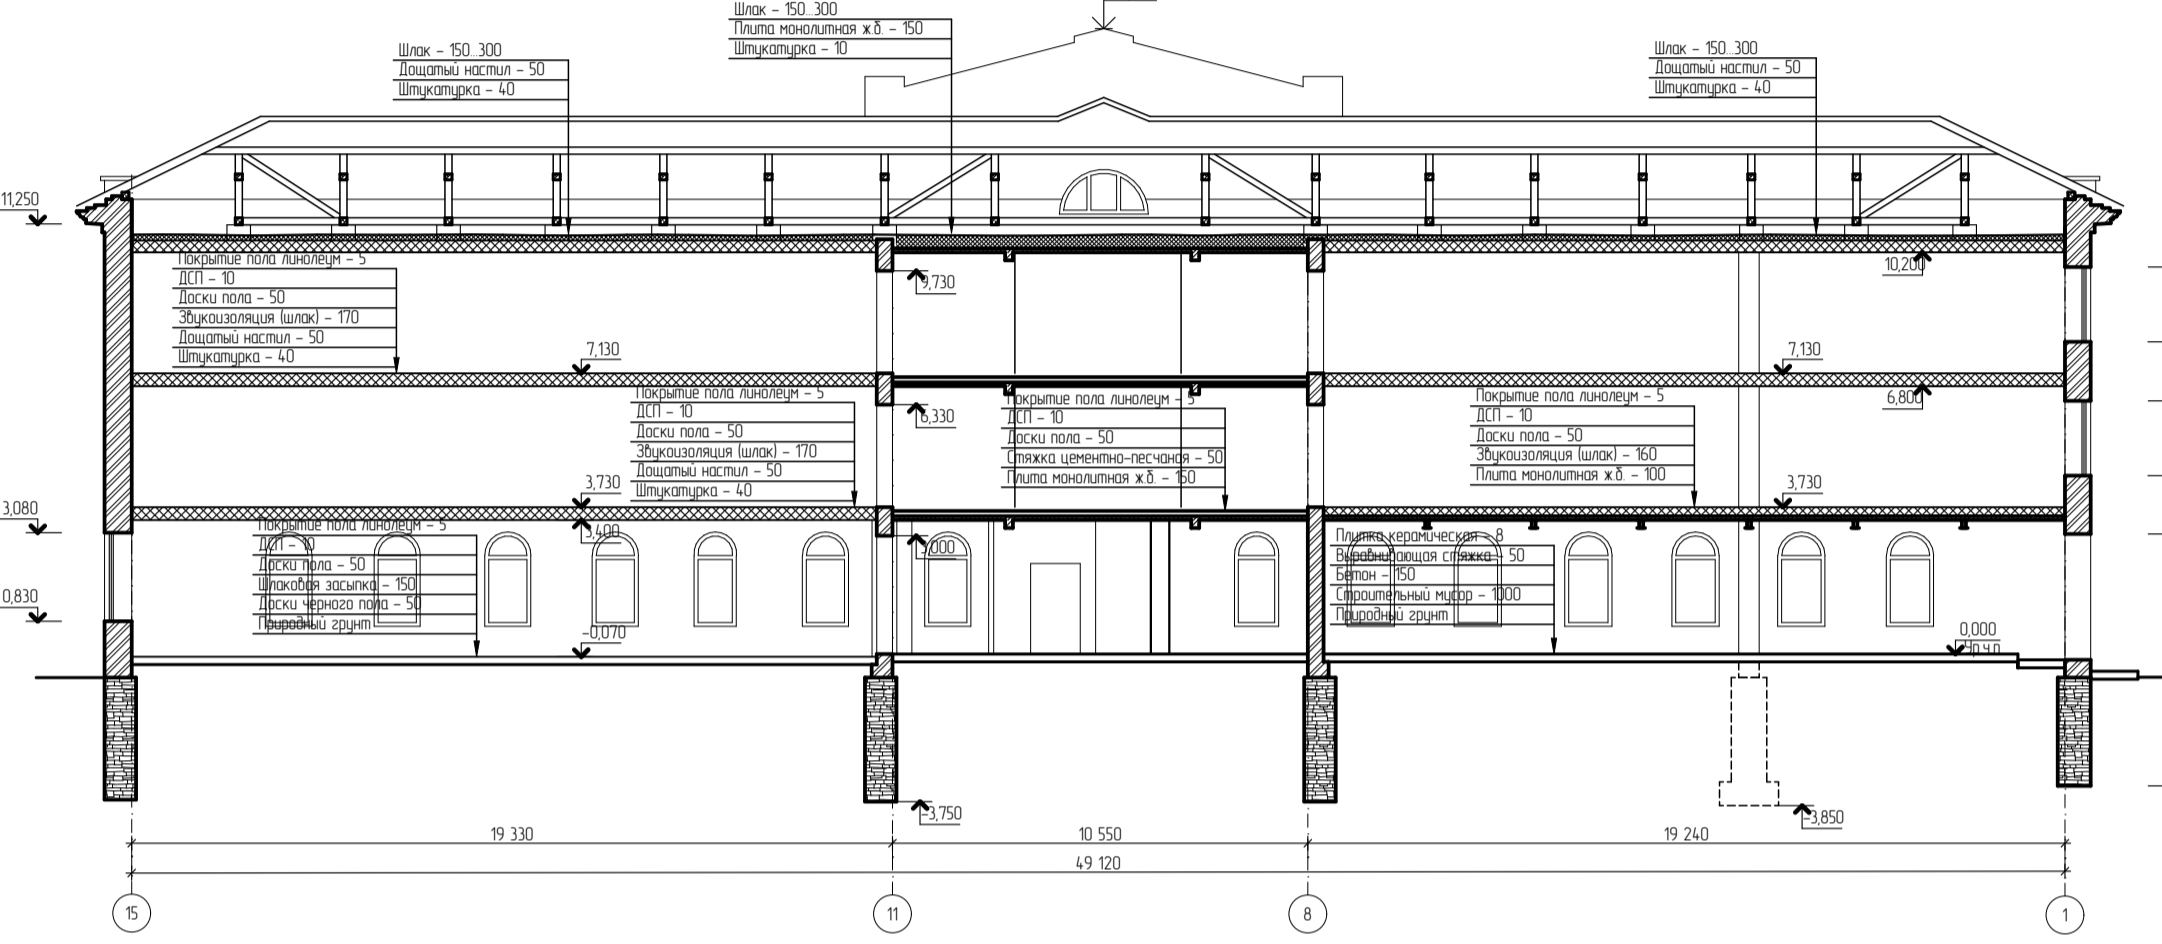 Шлак - 150...300
Плита монолитная ж.б. - 150
Штукатурка - 10
Шлак - 150...300
Дощатый настил - 50
Штукатурка - 40
Шлак - 150...300
Дощатый настил - 50
Штукатурка - 40
11,250
Покрытие пола линолеум - 5
ДСП - 10
Доски пола - 50
Звукоизоляция (шлак) - 170
Дощатый настил - 50
Штукатурка - 40
9,730
10,200
7,130
7,130
Покрытие пола линолеум - 5
ДСП - 10
Доски пола - 50
Звукоизоляция (шлак) - 170
Дощатый настил - 50
Штукатурка - 40
6,330
Покрытие пола линолеум - 5
ДСП - 10
Доски пола - 50
Стяжка цементно-песчаная - 50
Плита монолитная ж.б. - 150
6,800
Покрытие пола линолеум - 5
ДСП - 10
Доски пола - 50
Звукоизоляция (шлак) - 160
Плита монолитная ж.б. - 100
3,730
3,730
3,080
3,400
3,000
Покрытие пола линолеум - 5
ДСП - 10
Доски пола - 50
Шлаковая засыпка - 150
Доски черного пола - 50
Природный грунт
Плитка керамическая - 8
Выравнивающая стяжка - 50
Бетон - 150
Строительный мусор - 1000
Природный грунт
0,830
-0,070
0,000
Ур.ч.п.
-3,750
-3,850
19 330
10 550
19 240
49 120
15
11
8
1